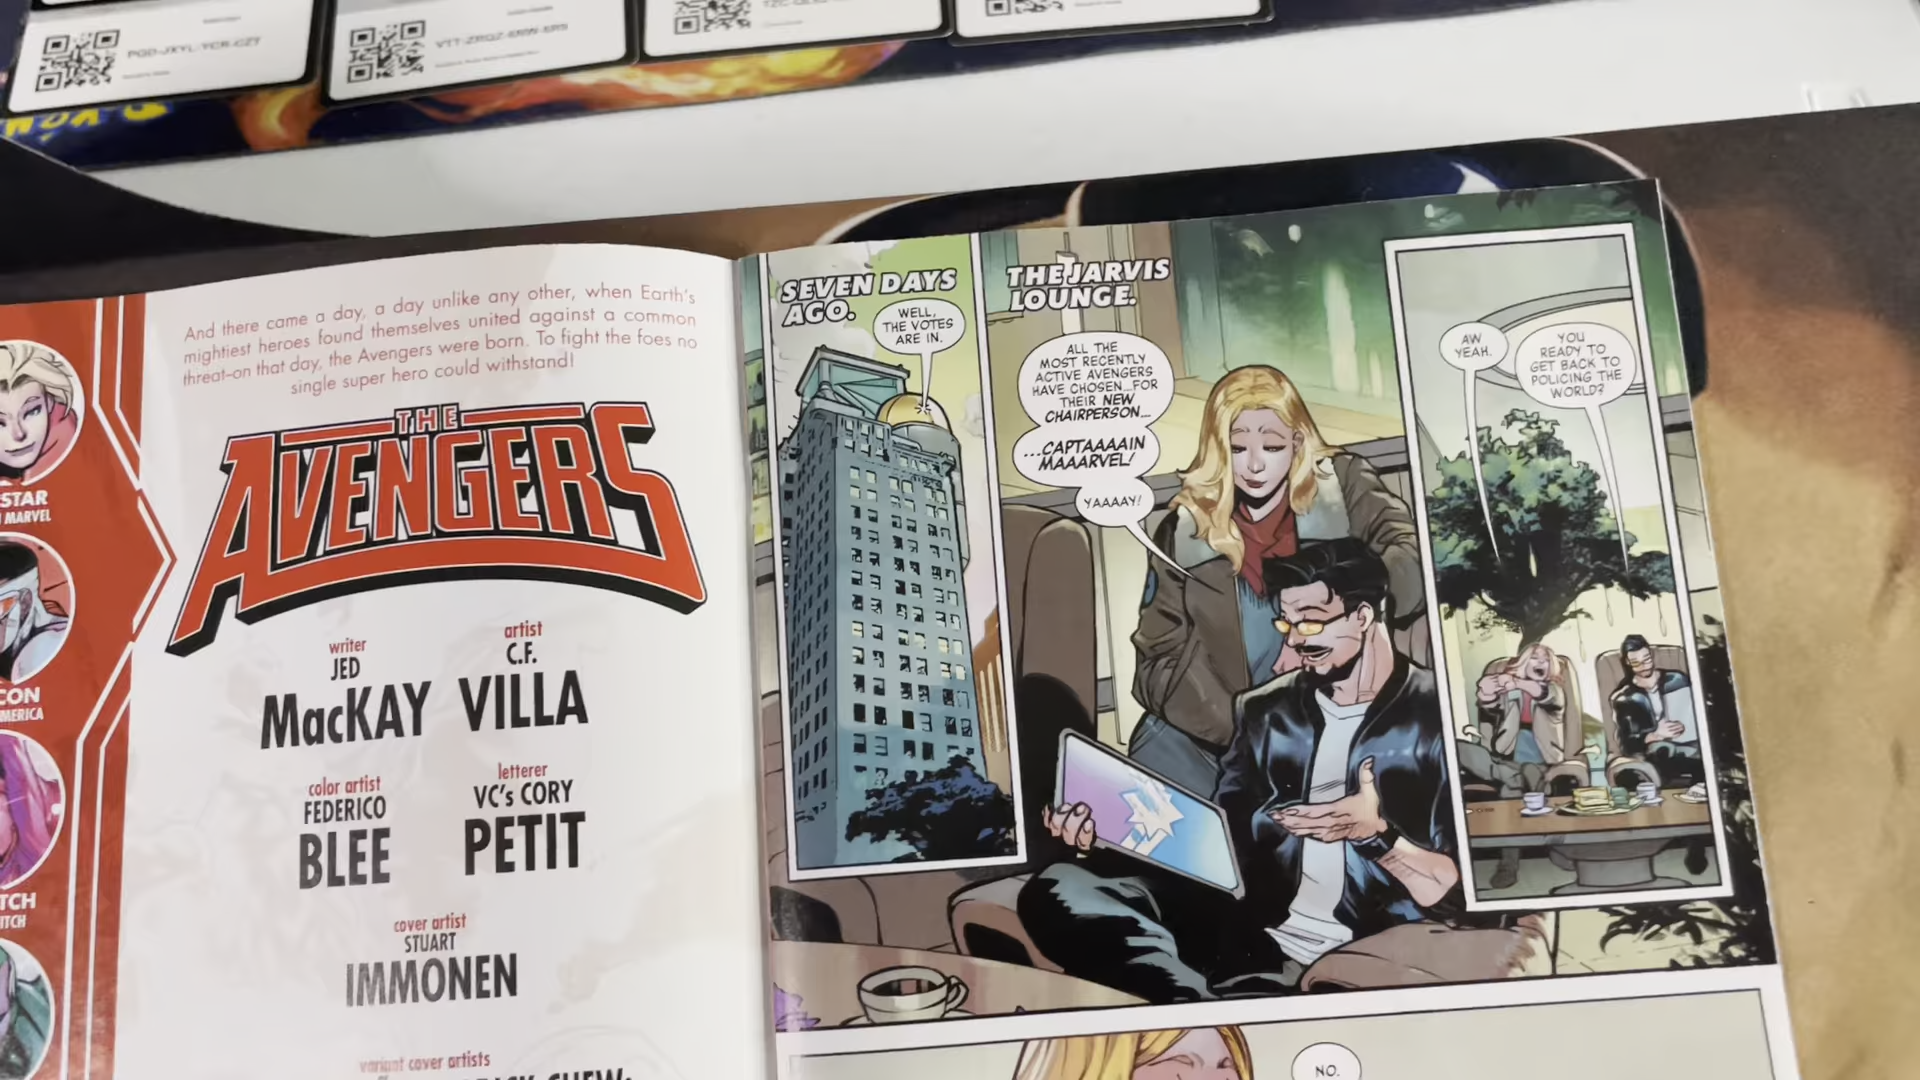 PGD-JXYL-YCR-CZY
And there came a day, a day unlike any other, when Earth's
mightiest heroes found themselves united against a common
threat–on that day, the Avengers were born. To fight the foes no
single super hero could withstand!
THE
AVENGERS
writer
JED
MacKAY
artist
C.F.
VILLA
color artist
FEDERICO
BLEE
letterer
VC's CORY
PETIT
cover artist
STUART
IMMONEN
variant cover artists
STAR
MARVEL
CON
MERICA
TCH
ITCH
SEVEN DAYS
AGO.
WELL,
THE VOTES
ARE IN.
THE JARVIS
LOUNGE.
ALL THE
MOST RECENTLY
ACTIVE AVENGERS
HAVE CHOSEN...FOR
THEIR NEW
CHAIRPERSON...
...CAPTAAAAIN
MAAARVEL!
YAAAAY!
AW
YEAH.
YOU
READY TO
GET BACK TO
POLICING THE
WORLD?
NO.